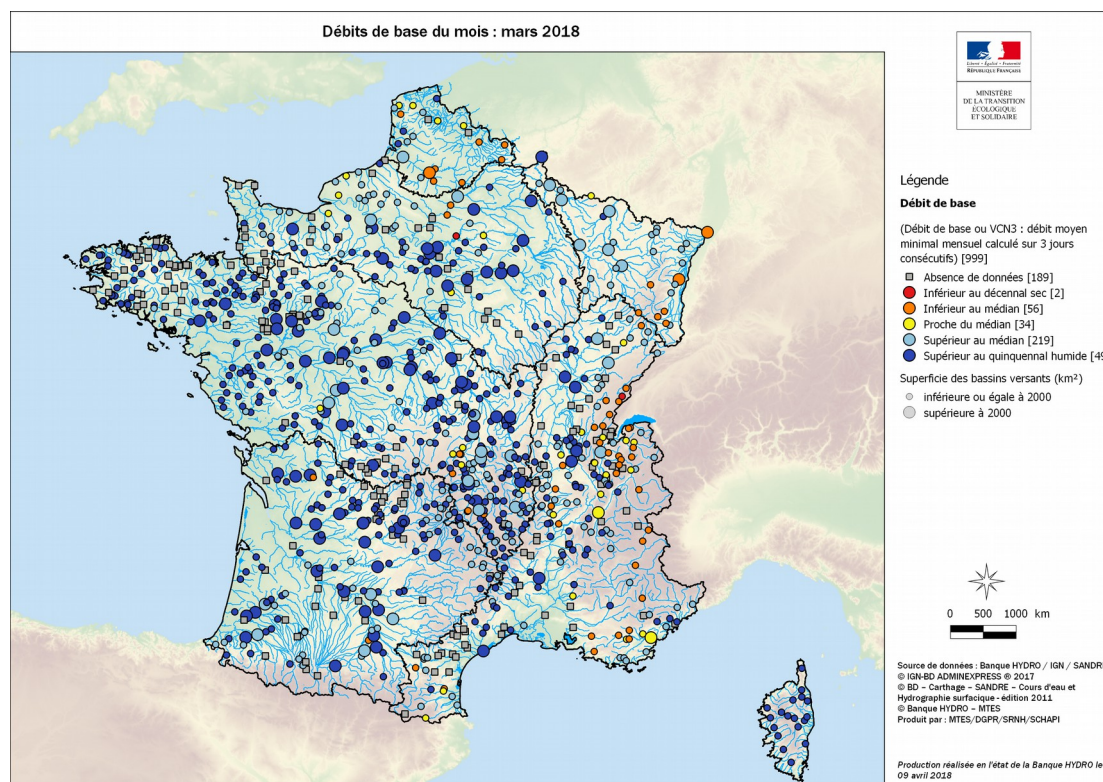 Débits de base du mois : mars 2018
Liberté • Égalité • Fraternité
RÉPUBLIQUE FRANÇAISE
MINISTÈRE
DE LA TRANSITION
ÉCOLOGIQUE
ET SOLIDAIRE
Légende
Débit de base
(Débit de base ou VCN3 : débit moyen
minimal mensuel calculé sur 3 jours
consécutifs) [999]
Absence de données [189]
Inférieur au décennal sec [2]
Inférieur au médian [56]
Proche du médian [34]
Supérieur au médian [219]
Supérieur au quinquennal humide [49
Superficie des bassins versants (km²)
inférieure ou égale à 2000
supérieure à 2000
0 500 1000 km
Source de données : Banque HYDRO / IGN / SANDRE
© IGN-BD ADMINEXPRESS ® 2017
© BD – Carthage – SANDRE – Cours d'eau et
Hydrographie surfacique - édition 2011
© Banque HYDRO – MTES
Produit par : MTES/DGPR/SRNH/SCHAPI
Production réalisée en l'état de la Banque HYDRO le
09 avril 2018